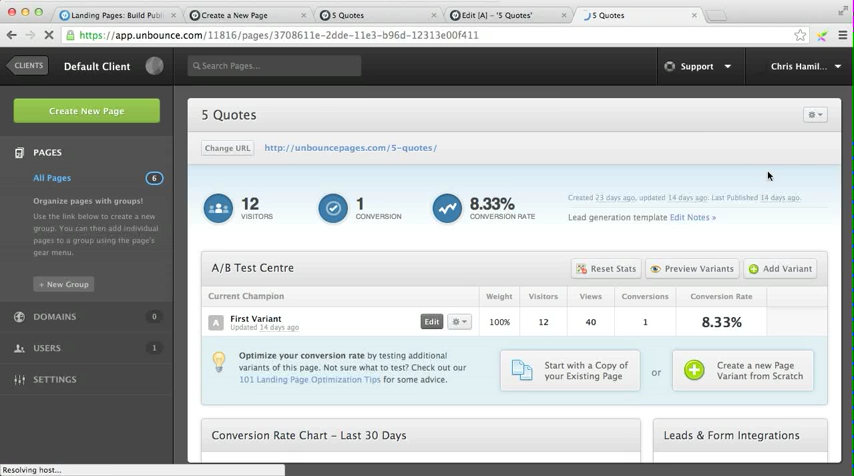 Landing Pages: Build Publi
Create a New Page
5 Quotes
Edit [A] – '5 Quotes'
5 Quotes
https://app.unbounce.com/11816/pages/3708611e-2dde-11e3-b96d-12313e00f411
CLIENTS
Default Client
Search Pages...
Support
Chris Hamil...
Create New Page
5 Quotes
PAGES
Change URL
http://unbouncepages.com/5-quotes/
All Pages
6
Organize pages with groups!
Use the link below to create a new
group. You can then add individual
pages to a group using the page's
gear menu.
+ New Group
DOMAINS
0
USERS
1
SETTINGS
12
VISITORS
1
CONVERSION
8.33%
CONVERSION RATE
Created 23 days ago, updated 14 days ago. Last Published 14 days ago.
Lead generation template Edit Notes »
A/B Test Centre
Reset Stats
Preview Variants
Add Variant
Current Champion
Weight
Visitors
Views
Conversions
Conversion Rate
A
First Variant
Updated 14 days ago
Edit
100%
12
40
1
8.33%
Optimize your conversion rate by testing additional
variants of this page. Not sure what to test? Check out our
101 Landing Page Optimization Tips for some advice.
Start with a Copy of
your Existing Page
or
Create a new Page
Variant from Scratch
Conversion Rate Chart – Last 30 Days
Leads & Form Integrations
Resolving host...